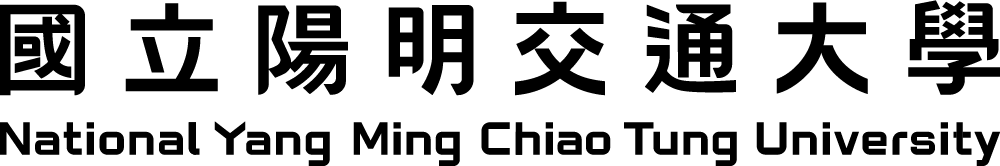 國立陽明交通大學
National Yang Ming Chiao Tung University